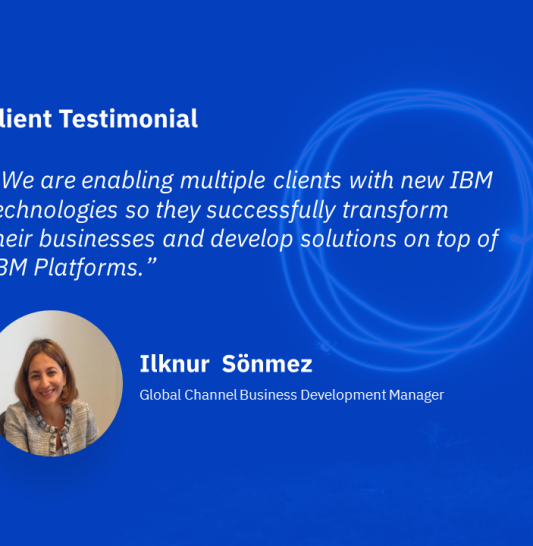 lient Testimonial
We are enabling multiple clients with new IBM
echnologies so they successfully transform
heir businesses and develop solutions on top of
BM Platforms.”
Ilknur Sönmez
Global Channel Business Development Manager